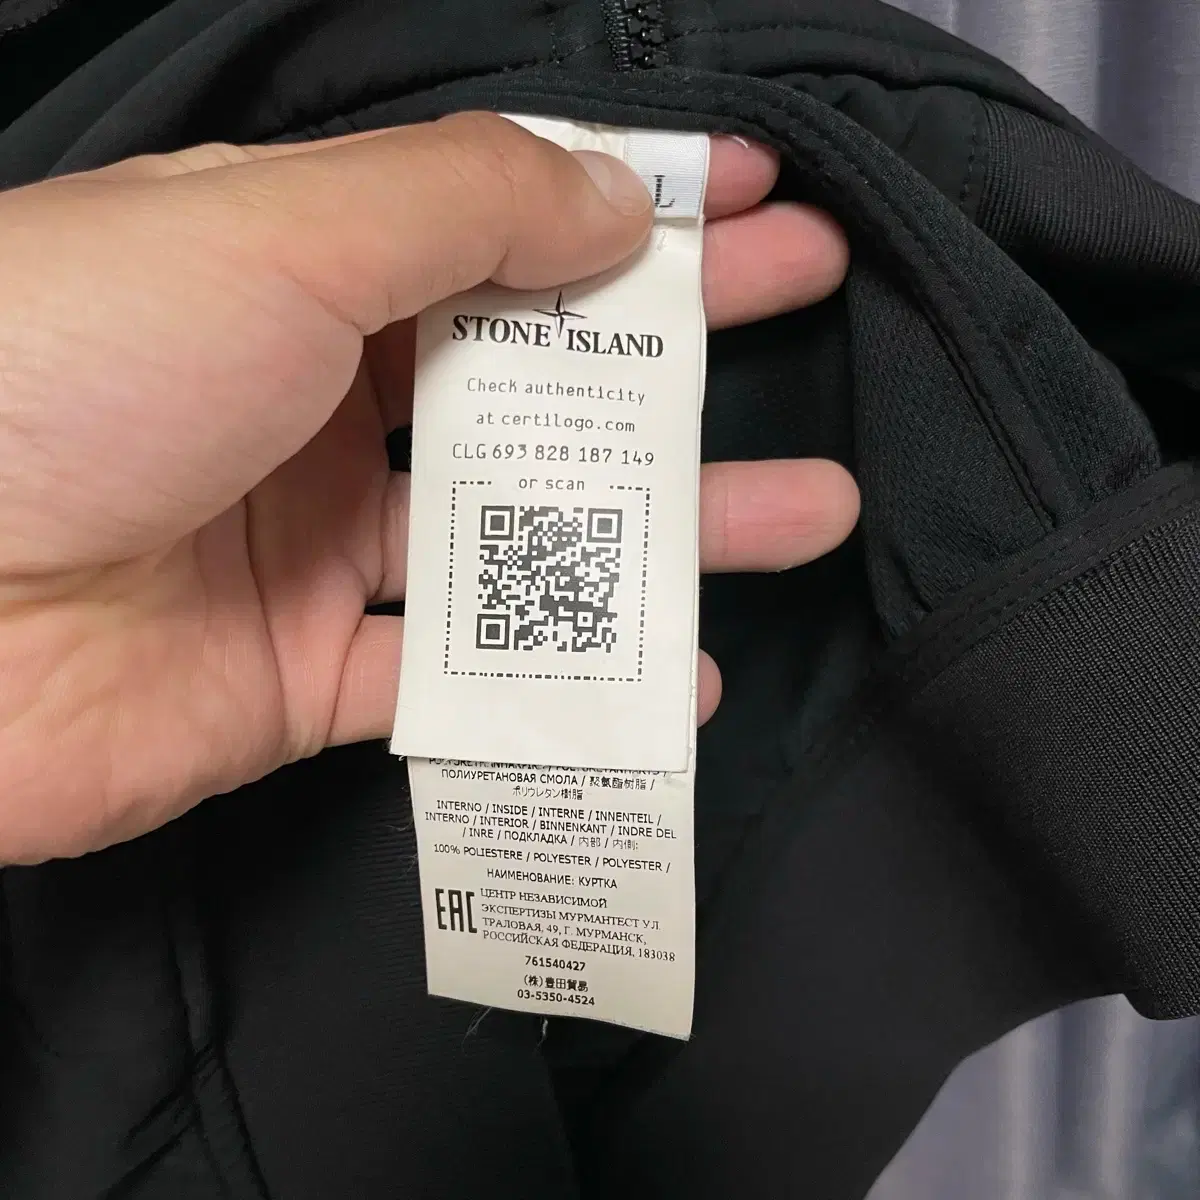 L
STONE ISLAND
Check authenticity
at certilogo.com
CLG 693 828 187 149
or scan
ПОЛИУРЕТАНОВАЯ СМОЛА / 聚氨酯树脂 /
ポリウレタン樹脂
INTERNO / INSIDE / INTERNE / INNENTEIL /
INTERNO / INTERIOR / BINNENKANT / INDRE DEL
/ INRE / ПОДКЛАДКА / 内部 / 内側:
100% POLIESTERE / POLYESTER / POLYESTER /
НАИМЕНОВАНИЕ: КУРТКА
EAC
ЦЕНТР НЕЗАВИСИМОЙ
ЭКСПЕРТИЗЫ МУРМАНТЕСТ УЛ.
ТРАЛОВАЯ, 49, Г. МУРМАНСК,
РОССИЙСКАЯ ФЕДЕРАЦИЯ, 183038
761540427
(株)豊田貿易
03-5350-4524